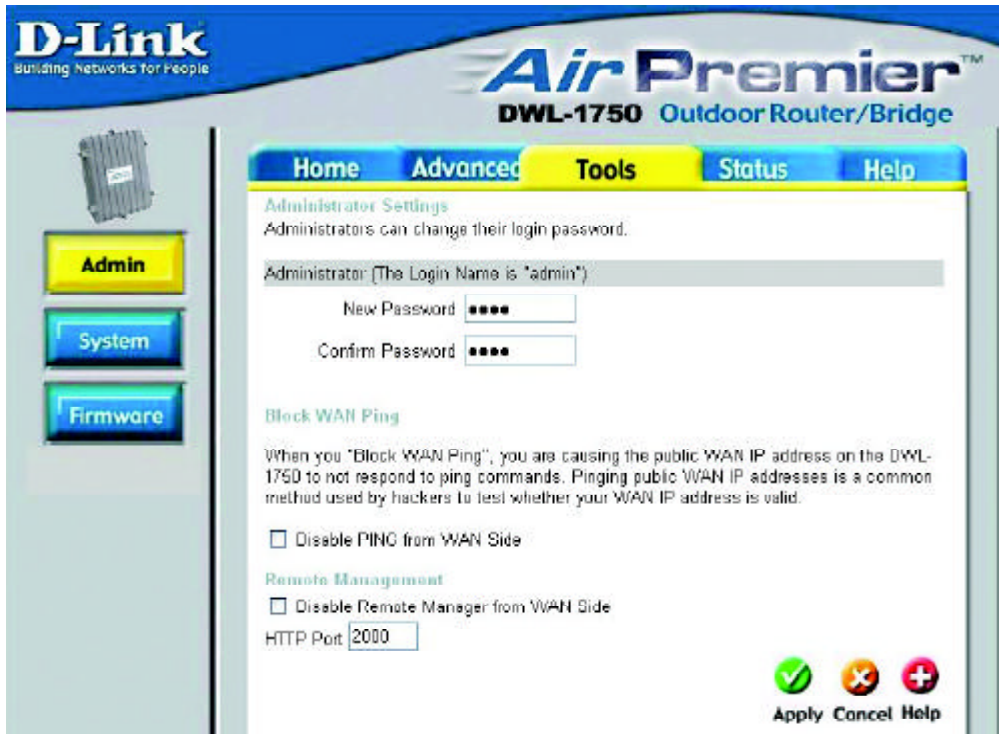 D-Link
Building Networks for People
Air Premier™
DWL-1750 Outdoor Router/Bridge
Home Advanced Tools Status Help
Admin
System
Firmware
Administrator Settings
Administrators can change their login password.
Administrator (The Login Name is "admin")
New Password ••••
Confirm Password ••••
Block WAN Ping
When you "Block WAN Ping", you are causing the public WAN IP address on the DWL-
1750 to not respond to ping commands. Pinging public WAN IP addresses is a common
method used by hackers to test whether your WAN IP address is valid.
Disable PING from WAN Side
Remote Management
Disable Remote Manager from WAN Side
HTTP Port 2000
Apply Cancel Help